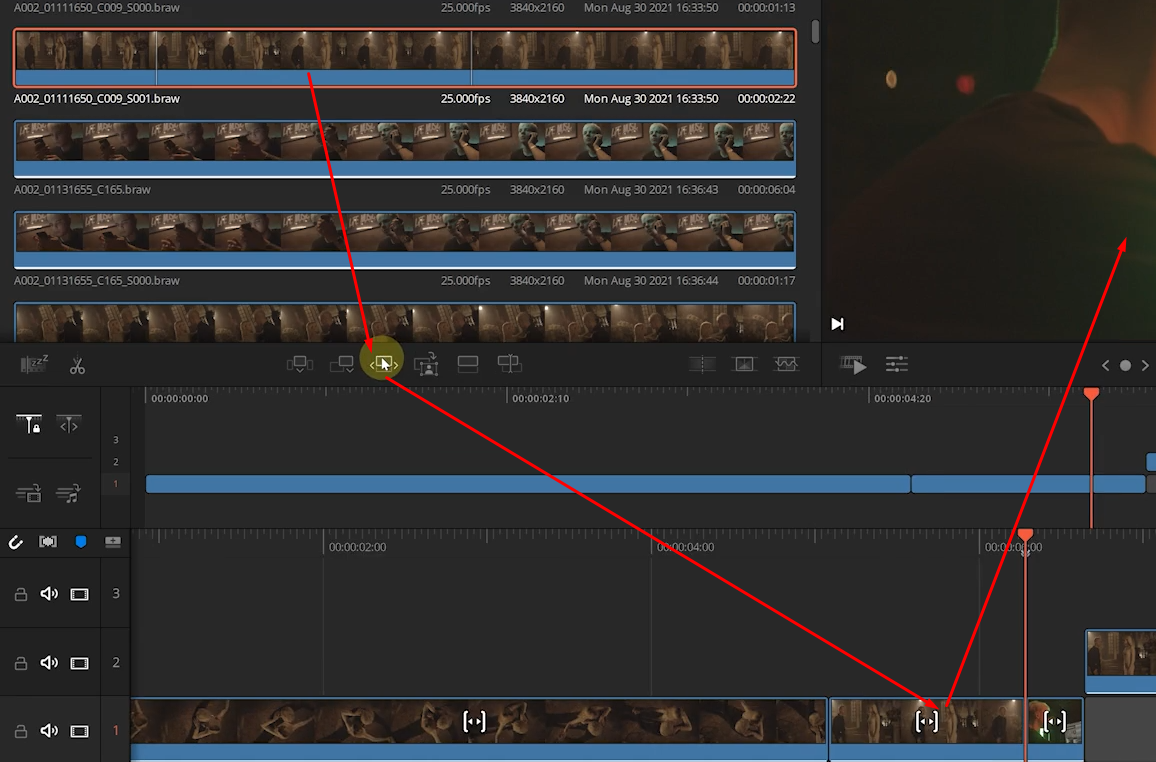 A002_01111650_C009_S000.braw 25.000fps 3840x2160 Mon Aug 30 2021 16:33:50 00:00:01:13
A002_01111650_C009_S001.braw 25.000fps 3840x2160 Mon Aug 30 2021 16:33:50 00:00:02:22
A002_01131655_C165.braw 25.000fps 3840x2160 Mon Aug 30 2021 16:36:43 00:00:06:04
A002_01131655_C165_S000.braw 25.000fps 3840x2160 Mon Aug 30 2021 16:36:44 00:00:01:17
00:00:00:00 00:00:02:10 00:00:04:20
3
2
1
00:00:02:00 00:00:04:00 00:00:06:00
3
2
1